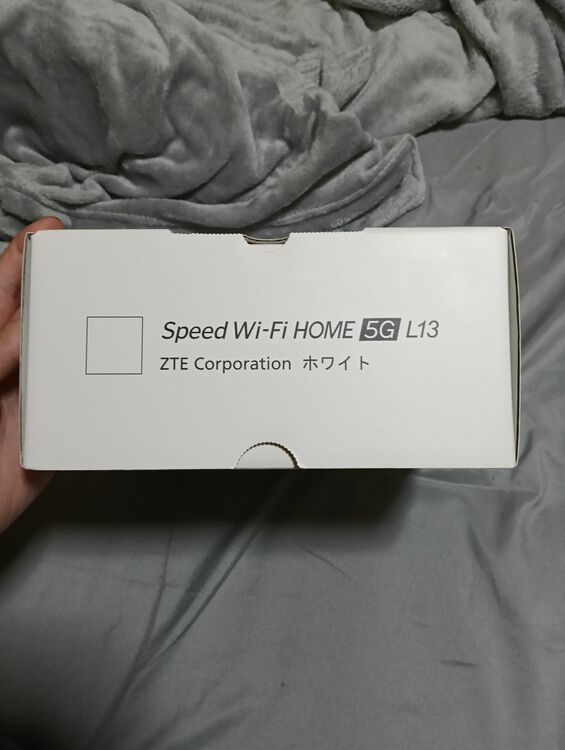 Speed Wi-Fi HOME 5G L13
ZTE Corporation ホワイト